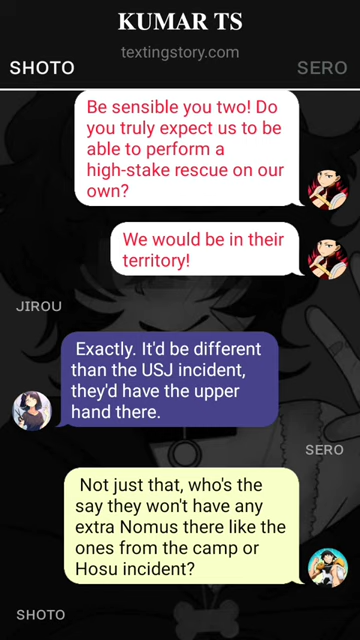 KUMAR TS
textingstory.com
SHOTO
SERO
Be sensible you two! Do
you truly expect us to be
able to perform a
high-stake rescue on our
own?
We would be in their
territory!
JIROU
Exactly. It'd be different
than the USJ incident,
they'd have the upper
hand there.
SERO
Not just that, who's the
say they won't have any
extra Nomus there like the
ones from the camp or
Hosu incident?
SHOTO